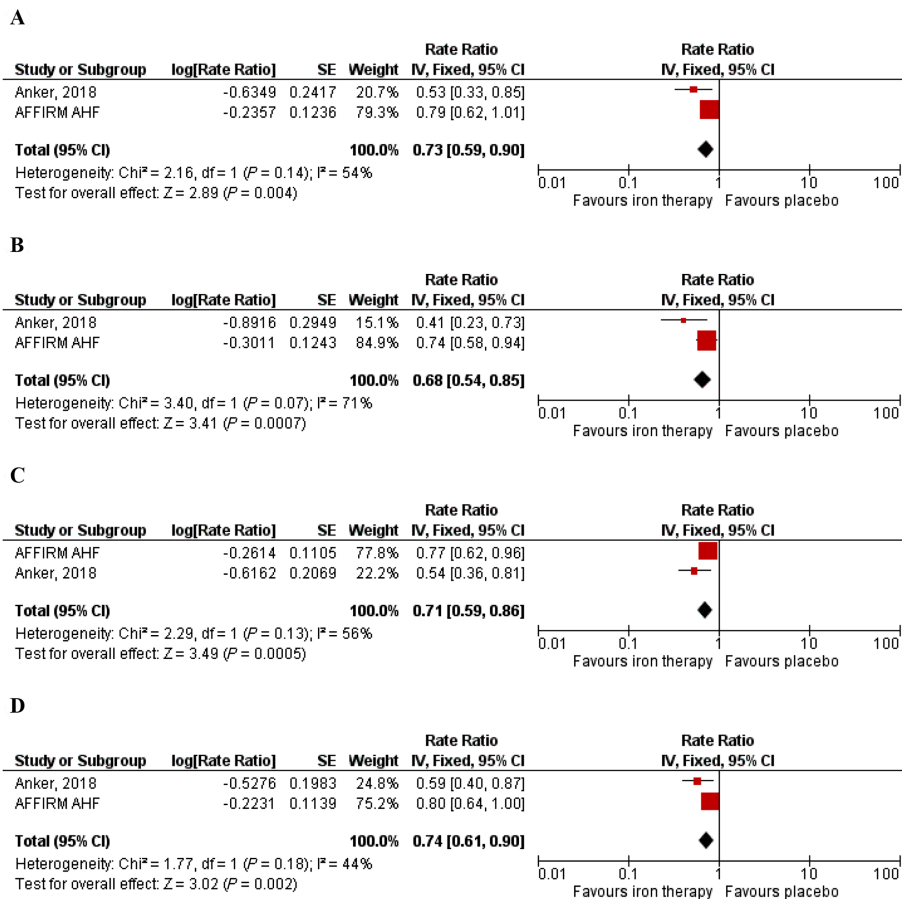 A
Rate Ratio Rate Ratio
Study or Subgroup log[Rate Ratio] SE Weight IV, Fixed, 95% CI IV, Fixed, 95% CI
Anker, 2018 -0.6349 0.2417 20.7% 0.53 [0.33, 0.85]
AFFIRM AHF -0.2357 0.1236 79.3% 0.79 [0.62, 1.01]
Total (95% CI) 100.0% 0.73 [0.59, 0.90]
Heterogeneity: Chi² = 2.16, df = 1 (P = 0.14); I² = 54%
Test for overall effect: Z = 2.89 (P = 0.004)
0.01 0.1 1 10 100
Favours iron therapy Favours placebo
B
Rate Ratio Rate Ratio
Study or Subgroup log[Rate Ratio] SE Weight IV, Fixed, 95% CI IV, Fixed, 95% CI
Anker, 2018 -0.8916 0.2949 15.1% 0.41 [0.23, 0.73]
AFFIRM AHF -0.3011 0.1243 84.9% 0.74 [0.58, 0.94]
Total (95% CI) 100.0% 0.68 [0.54, 0.85]
Heterogeneity: Chi² = 3.40, df = 1 (P = 0.07); I² = 71%
Test for overall effect: Z = 3.41 (P = 0.0007)
0.01 0.1 1 10 100
Favours iron therapy Favours placebo
C
Rate Ratio Rate Ratio
Study or Subgroup log[Rate Ratio] SE Weight IV, Fixed, 95% CI IV, Fixed, 95% CI
AFFIRM AHF -0.2614 0.1105 77.8% 0.77 [0.62, 0.96]
Anker, 2018 -0.6162 0.2069 22.2% 0.54 [0.36, 0.81]
Total (95% CI) 100.0% 0.71 [0.59, 0.86]
Heterogeneity: Chi² = 2.29, df = 1 (P = 0.13); I² = 56%
Test for overall effect: Z = 3.49 (P = 0.0005)
0.01 0.1 1 10 100
Favours iron therapy Favours placebo
D
Rate Ratio Rate Ratio
Study or Subgroup log[Rate Ratio] SE Weight IV, Fixed, 95% CI IV, Fixed, 95% CI
Anker, 2018 -0.5276 0.1983 24.8% 0.59 [0.40, 0.87]
AFFIRM AHF -0.2231 0.1139 75.2% 0.80 [0.64, 1.00]
Total (95% CI) 100.0% 0.74 [0.61, 0.90]
Heterogeneity: Chi² = 1.77, df = 1 (P = 0.18); I² = 44%
Test for overall effect: Z = 3.02 (P = 0.002)
0.01 0.1 1 10 100
Favours iron therapy Favours placebo